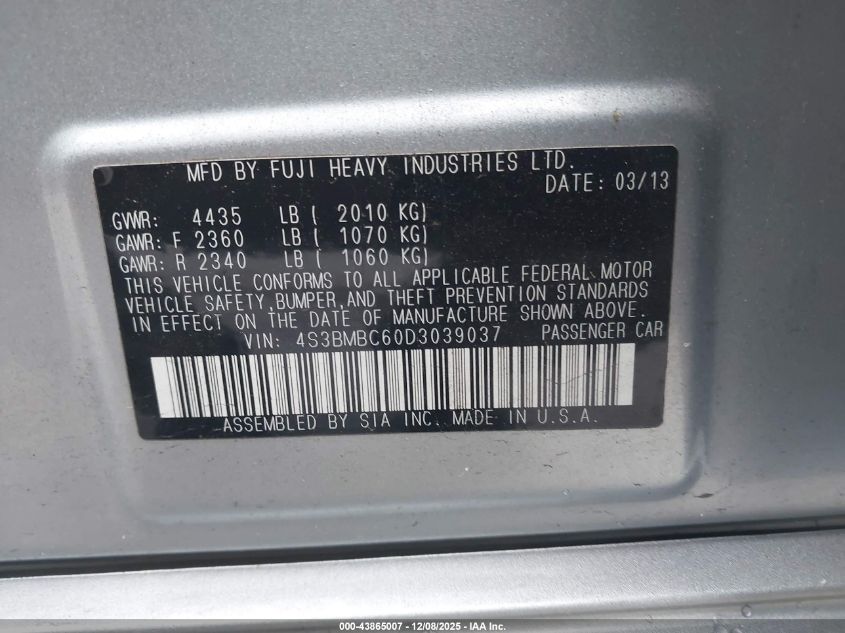 MFD BY FUJI HEAVY INDUSTRIES LTD.
DATE: 03/13
GVWR: 4435 LB ( 2010 KG)
GAWR: F 2360 LB ( 1070 KG)
GAWR: R 2340 LB ( 1060 KG)
THIS VEHICLE CONFORMS TO ALL APPLICABLE FEDERAL MOTOR
VEHICLE SAFETY,BUMPER,AND THEFT PREVENTION STANDARDS
IN EFFECT ON THE DATE OF MANUFACTURE SHOWN ABOVE.
VIN: 4S3BMBC60D3039037 PASSENGER CAR
ASSEMBLED BY SIA INC. MADE IN U.S.A.
000-43865007 - 12/08/2025 - IAA Inc.